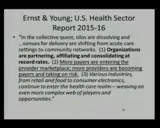 Ernst & Young; U.S. Health Sector
Report 2015-16
• "In the collective quest, silos are dissolving and
...venues for delivery are shifting from acute care
settings to community networks. (1) Organizations
are partnering, affiliating and consolidating at
record rates. (2) More payers are entering the
provider marketplace; more providers are becoming
payers and taking on risk. (3) Various industries,
from retail and food to consumer electronics,
continue to enter the health care realm – weaving an
even more complex web of players and
opportunities."